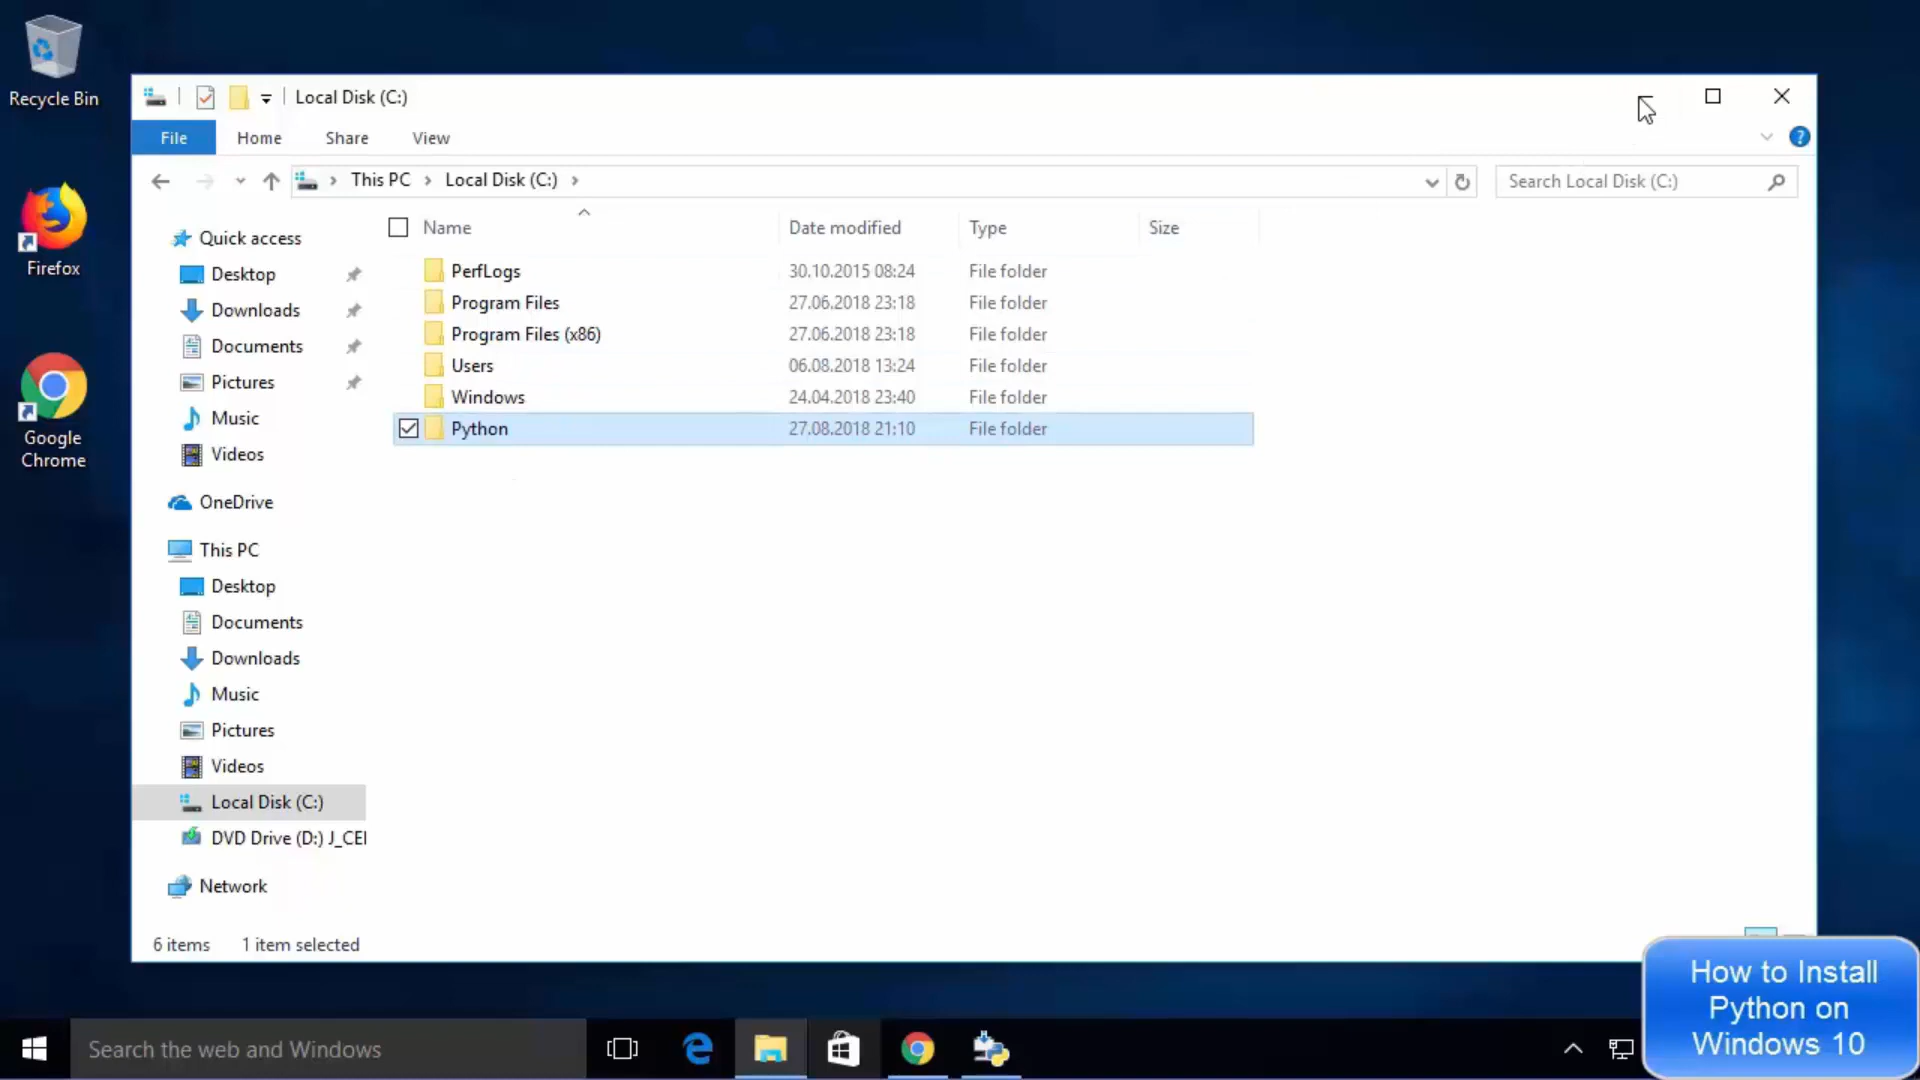 Recycle Bin
Firefox
Google
Chrome
Local Disk (C:)
File Home Share View
This PC Local Disk (C:)
Search Local Disk (C:)
Name Date modified Type Size
PerfLogs 30.10.2015 08:24 File folder
Program Files 27.06.2018 23:18 File folder
Program Files (x86) 27.06.2018 23:18 File folder
Users 06.08.2018 13:24 File folder
Windows 24.04.2018 23:40 File folder
Python 27.08.2018 21:10 File folder
Quick access
Desktop
Downloads
Documents
Pictures
Music
Videos
OneDrive
This PC
Desktop
Documents
Downloads
Music
Pictures
Videos
Local Disk (C:)
DVD Drive (D:) J_CEI
Network
6 items 1 item selected
How to Install
Python on
Windows 10
Search the web and Windows